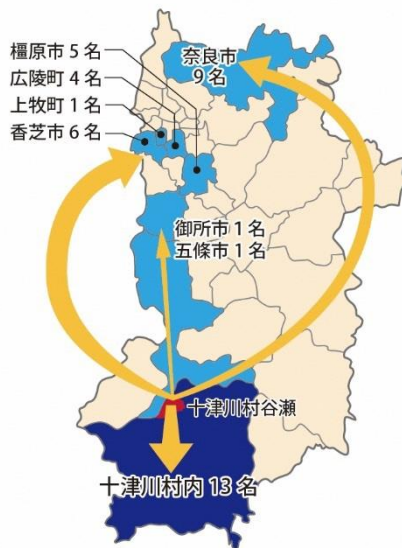 橿原市 5 名
広陵町 4 名
上牧町 1 名
香芝市 6 名
奈良市
9 名
御所市 1 名
五條市 1 名
十津川村谷瀬
十津川村内 13 名